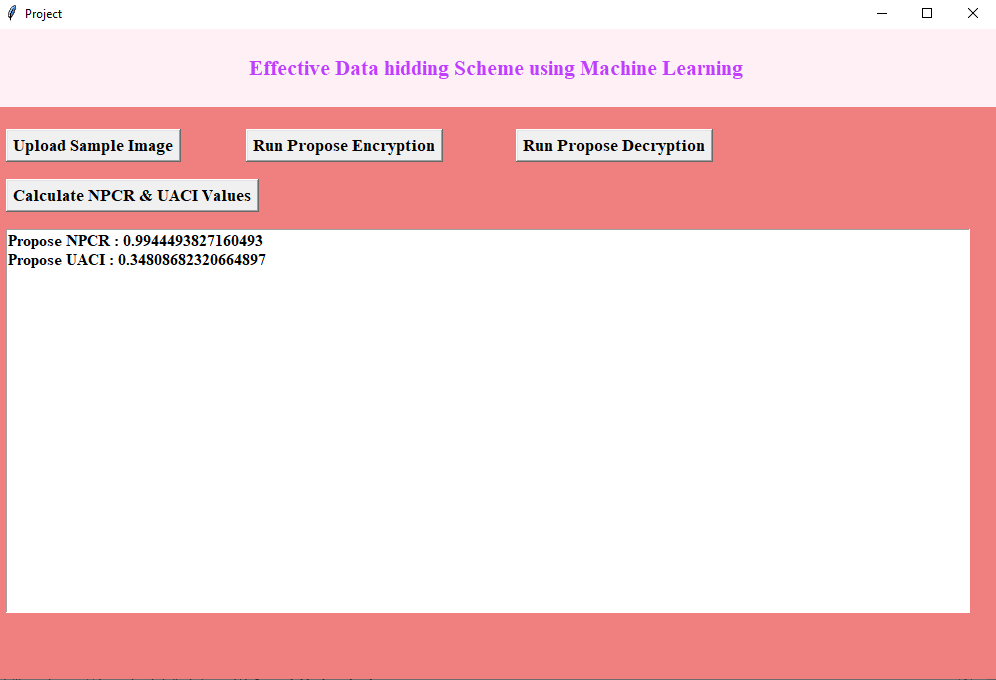 Project
Effective Data hidding Scheme using Machine Learning
Upload Sample Image
Run Propose Encryption
Run Propose Decryption
Calculate NPCR & UACI Values
Propose NPCR : 0.9944493827160493
Propose UACI : 0.34808682320664897